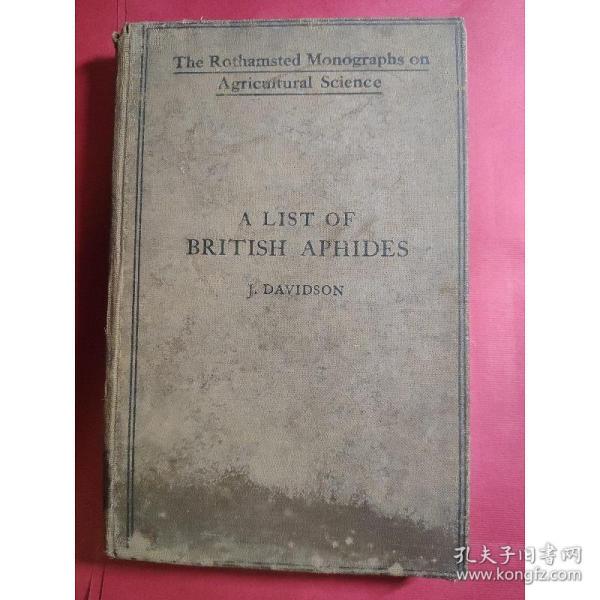 The Rothamsted Monographs on
Agricultural Science
A LIST OF
BRITISH APHIDES
J. DAVIDSON
孔夫子旧书网
www.kongfz.com